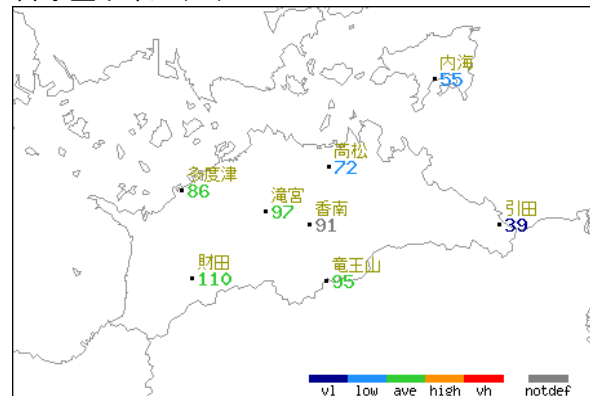 内海
55
高松
72
多度津
86
滝宮
97
香南
91
引田
39
財田
110
竜王山
95
vl low ave high vh notdef